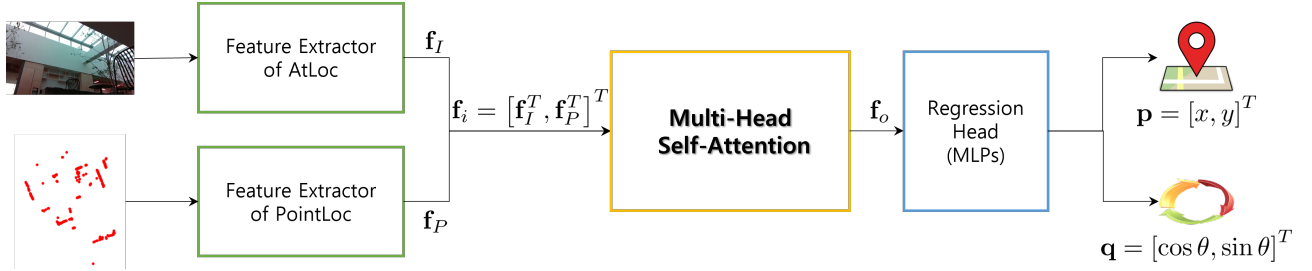 Feature Extractor
of AtLoc
f_I
Feature Extractor
of PointLoc
f_P
f_i = [f_I^T, f_P^T]^T
Multi-Head
Self-Attention
f_o
Regression
Head
(MLPs)
p = [x, y]^T
q = [cos θ, sin θ]^T